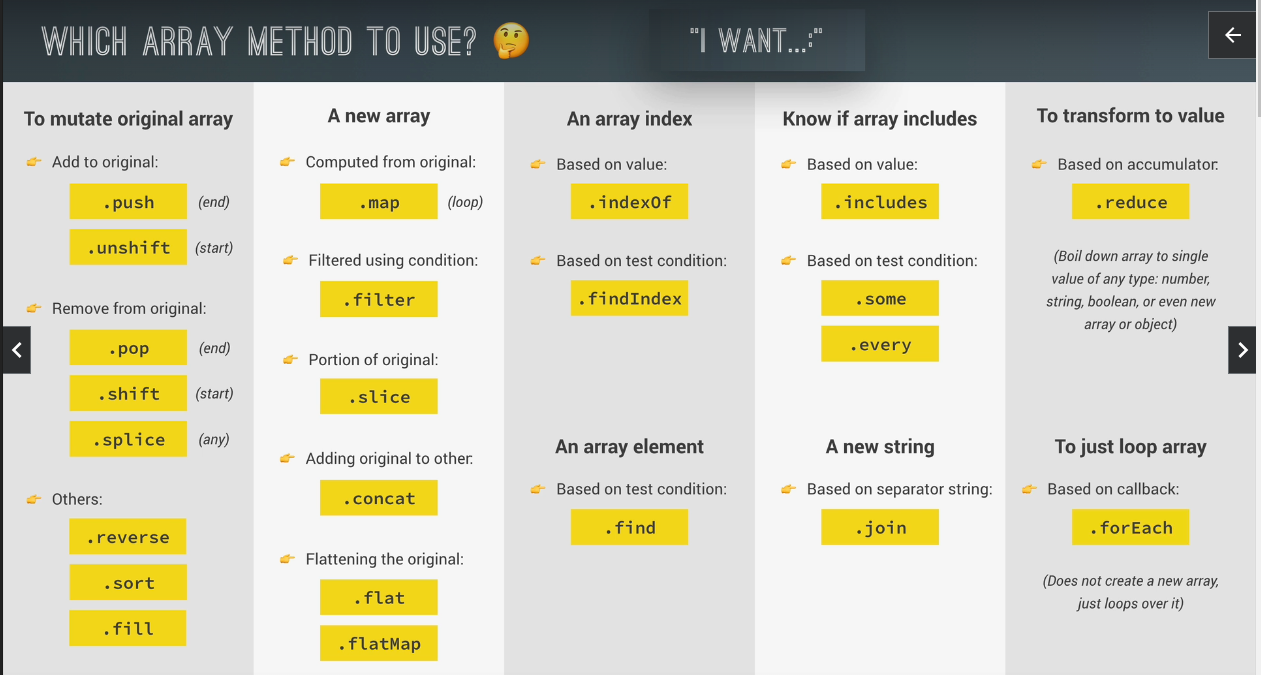 WHICH ARRAY METHOD TO USE? 🤔
"I WANT...:"
To mutate original array
👉 Add to original:
.push (end)
.unshift (start)
👉 Remove from original:
.pop (end)
.shift (start)
.splice (any)
👉 Others:
.reverse
.sort
.fill
A new array
👉 Computed from original:
.map (loop)
👉 Filtered using condition:
.filter
👉 Portion of original:
.slice
👉 Adding original to other:
.concat
👉 Flattening the original:
.flat
.flatMap
An array index
👉 Based on value:
.indexOf
👉 Based on test condition:
.findIndex
An array element
👉 Based on test condition:
.find
Know if array includes
👉 Based on value:
.includes
👉 Based on test condition:
.some
.every
A new string
👉 Based on separator string:
.join
To transform to value
👉 Based on accumulator:
.reduce
(Boil down array to single
value of any type: number,
string, boolean, or even new
array or object)
To just loop array
👉 Based on callback:
.forEach
(Does not create a new array,
just loops over it)